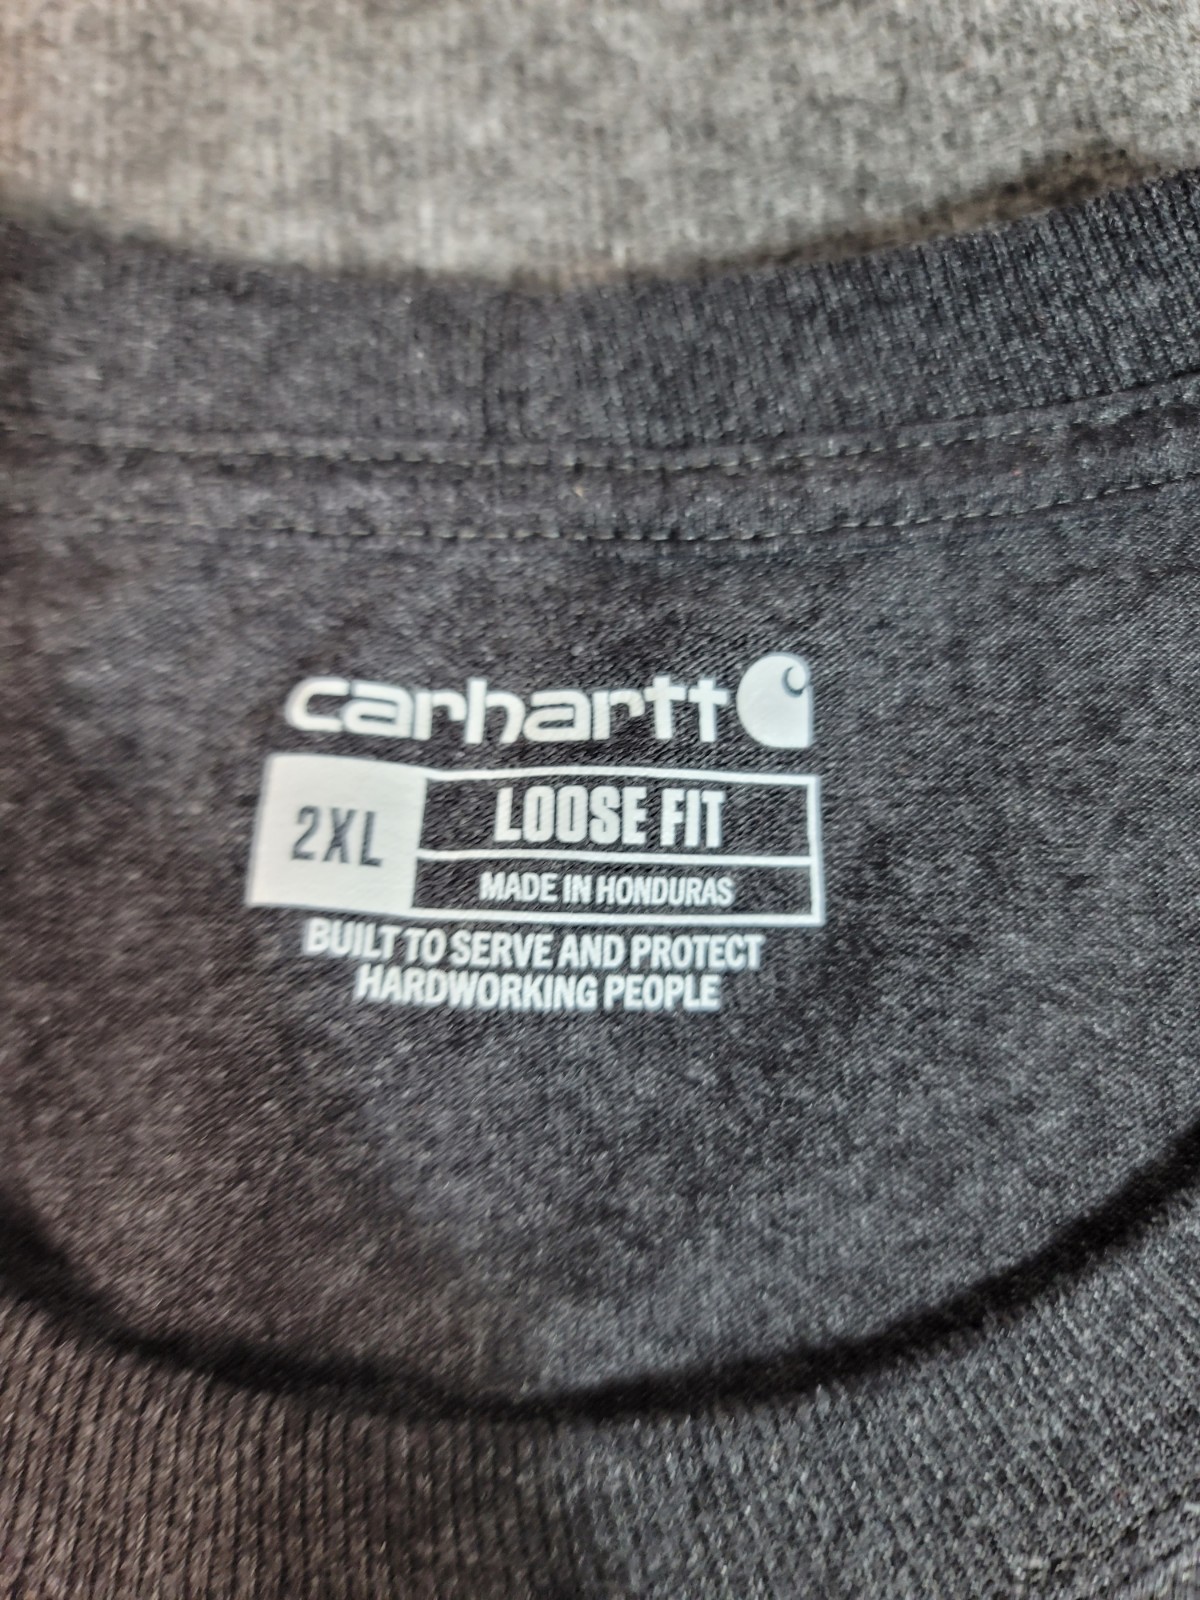 carhartt
2XL
LOOSE FIT
MADE IN HONDURAS
BUILT TO SERVE AND PROTECT
HARDWORKING PEOPLE